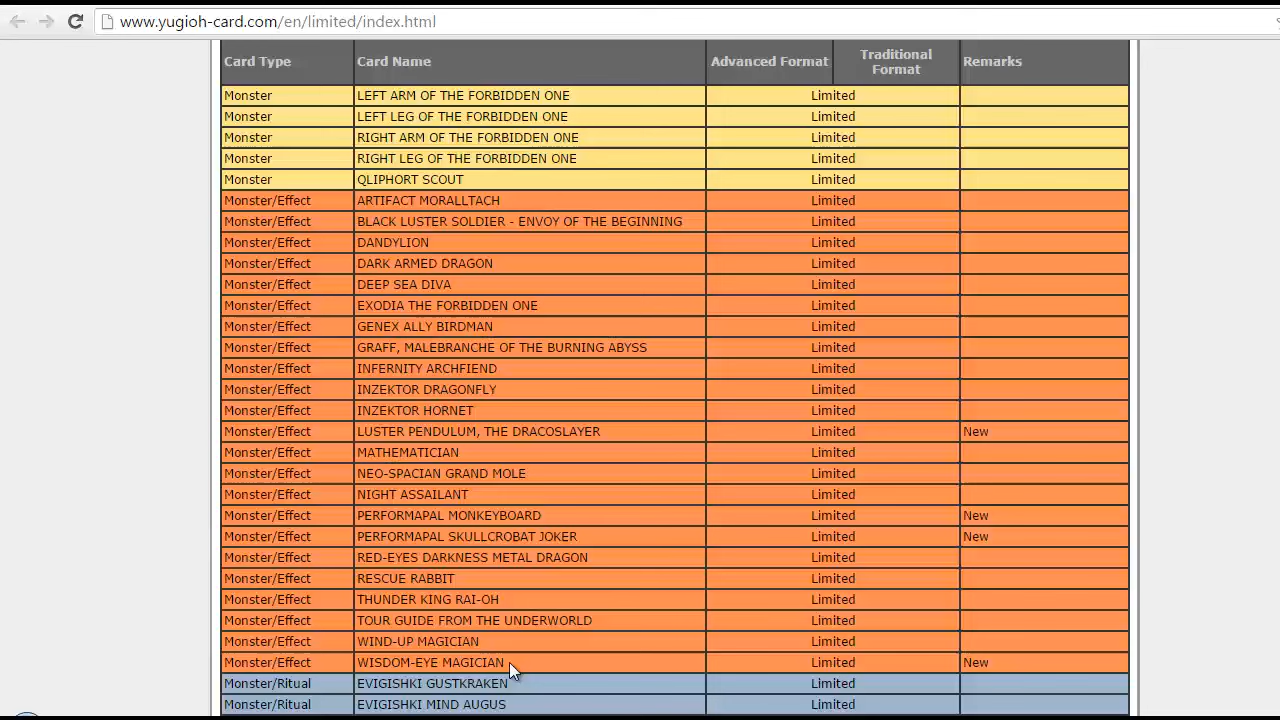 www.yugioh-card.com/en/limited/index.html
Card Type Card Name Advanced Format Traditional Format Remarks
Monster LEFT ARM OF THE FORBIDDEN ONE Limited
Monster LEFT LEG OF THE FORBIDDEN ONE Limited
Monster RIGHT ARM OF THE FORBIDDEN ONE Limited
Monster RIGHT LEG OF THE FORBIDDEN ONE Limited
Monster QLIPHORT SCOUT Limited
Monster/Effect ARTIFACT MORALLTACH Limited
Monster/Effect BLACK LUSTER SOLDIER - ENVOY OF THE BEGINNING Limited
Monster/Effect DANDYLION Limited
Monster/Effect DARK ARMED DRAGON Limited
Monster/Effect DEEP SEA DIVA Limited
Monster/Effect EXODIA THE FORBIDDEN ONE Limited
Monster/Effect GENEX ALLY BIRDMAN Limited
Monster/Effect GRAFF, MALEBRANCHE OF THE BURNING ABYSS Limited
Monster/Effect INFERNITY ARCHFIEND Limited
Monster/Effect INZEKTOR DRAGONFLY Limited
Monster/Effect INZEKTOR HORNET Limited
Monster/Effect LUSTER PENDULUM, THE DRACOSLAYER Limited New
Monster/Effect MATHEMATICIAN Limited
Monster/Effect NEO-SPACIAN GRAND MOLE Limited
Monster/Effect NIGHT ASSAILANT Limited
Monster/Effect PERFORMAPAL MONKEYBOARD Limited New
Monster/Effect PERFORMAPAL SKULLCROBAT JOKER Limited New
Monster/Effect RED-EYES DARKNESS METAL DRAGON Limited
Monster/Effect RESCUE RABBIT Limited
Monster/Effect THUNDER KING RAI-OH Limited
Monster/Effect TOUR GUIDE FROM THE UNDERWORLD Limited
Monster/Effect WIND-UP MAGICIAN Limited
Monster/Effect WISDOM-EYE MAGICIAN Limited New
Monster/Ritual EVIGISHKI GUSTKRAKEN Limited
Monster/Ritual EVIGISHKI MIND AUGUS Limited